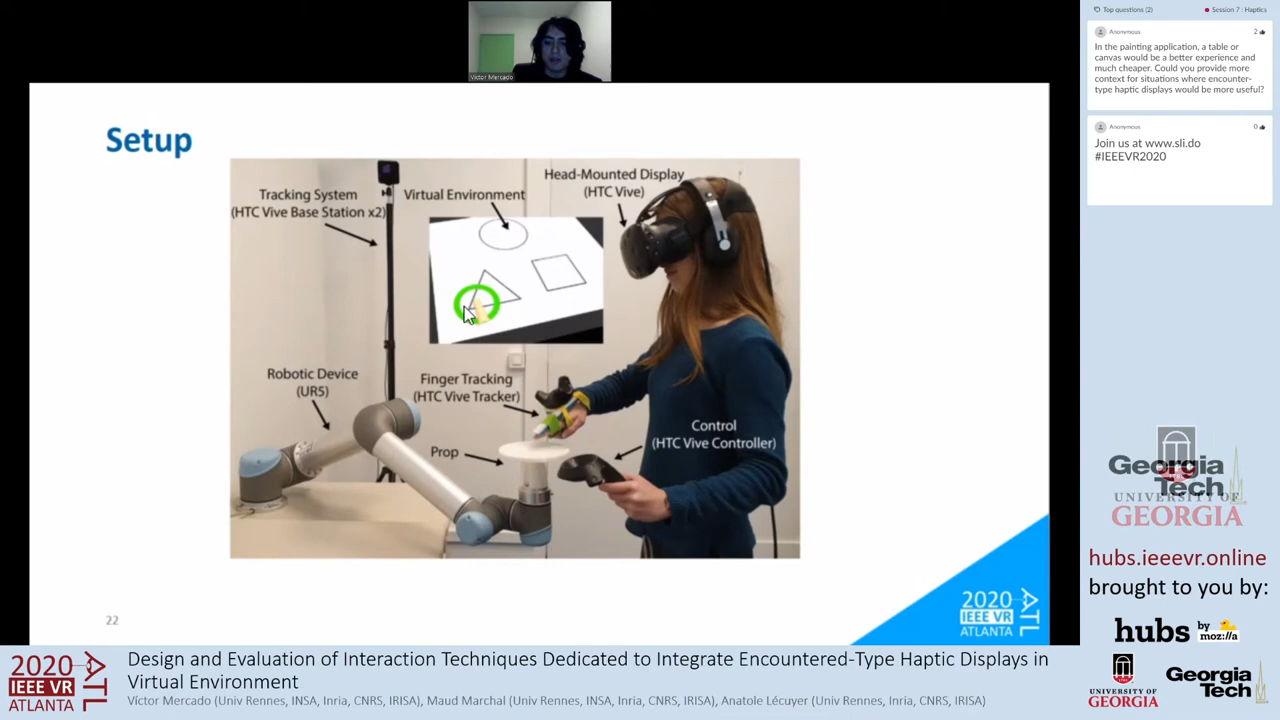 Victor Mercado
Setup
Tracking System
(HTC Vive Base Station x2)
Virtual Environment
Head-Mounted Display
(HTC Vive)
Robotic Device
(UR5)
Finger Tracking
(HTC Vive Tracker)
Prop
Control
(HTC Vive Controller)
22
2020
IEEE VR
ATLANTA
ATL
Top questions (2)
Session 7 : Haptics
Anonymous
2
In the painting application, a table or
canvas would be a better experience and
much cheaper. Could you provide more
context for situations where encounter-
type haptic displays would be more useful?
Anonymous
0
Join us at www.sli.do
#IEEEVR2020
Georgia
Tech
UNIVERSITY OF
GEORGIA
hubs.ieeevr.online
brought to you by:
hubs by
moz://a
UNIVERSITY OF
GEORGIA
Georgia
Tech
2020
IEEE VR
ATLANTA
ATL
Design and Evaluation of Interaction Techniques Dedicated to Integrate Encountered-Type Haptic Displays in
Virtual Environment
Víctor Mercado (Univ Rennes, INSA, Inria, CNRS, IRISA), Maud Marchal (Univ Rennes, INSA, Inria, CNRS, IRISA), Anatole Lécuyer (Univ Rennes, Inria, CNRS, IRISA)